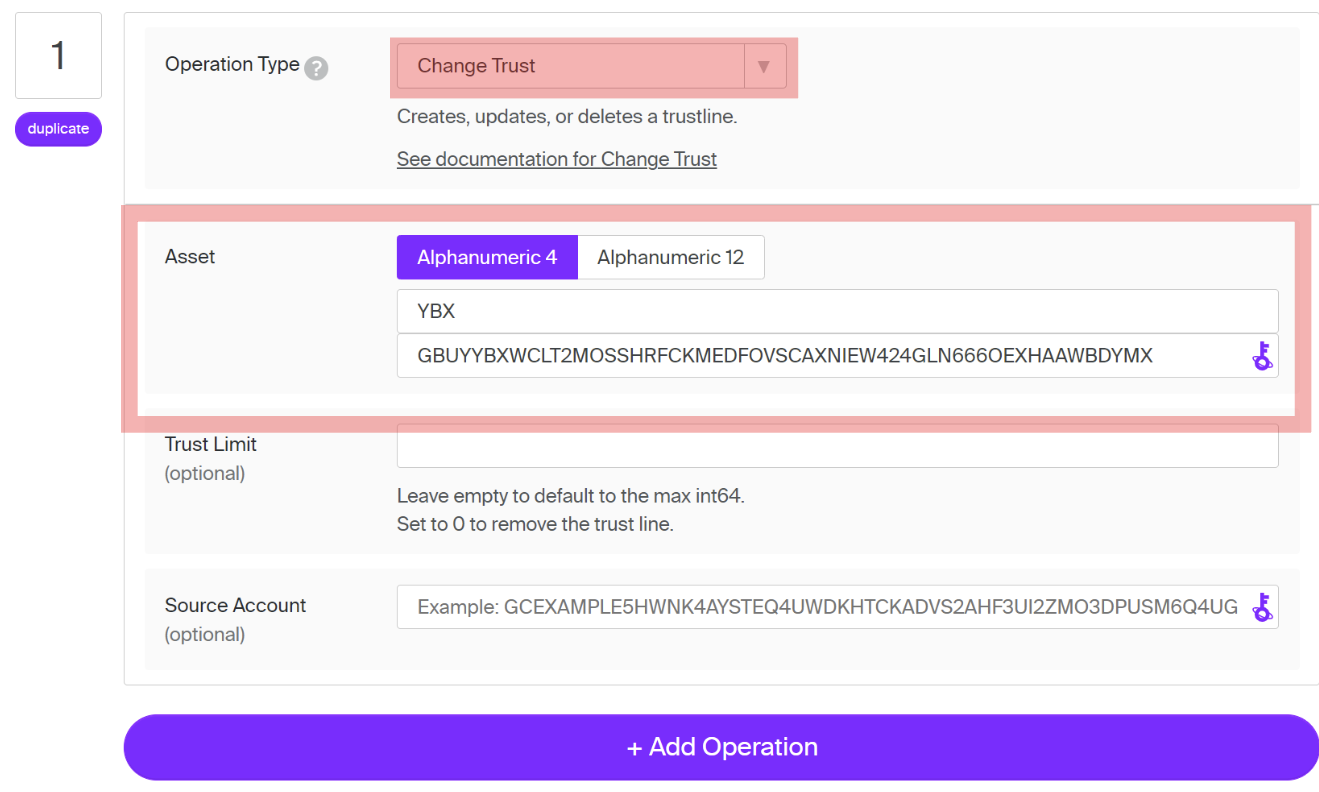 1
duplicate
Operation Type ?
Change Trust
Creates, updates, or deletes a trustline.
See documentation for Change Trust
Asset
Alphanumeric 4
Alphanumeric 12
YBX
GBUYYBXWCLT2MOSSHRFCKMEDFOVSCAXNIEW424GLN666OEXHAAWBDYMX
Trust Limit
(optional)
Leave empty to default to the max int64.
Set to 0 to remove the trust line.
Source Account
(optional)
Example: GCEXAMPLE5HWNK4AYSTEQ4UWDKHTCKADVS2AHF3UI2ZMO3DPUSM6Q4UG
+ Add Operation